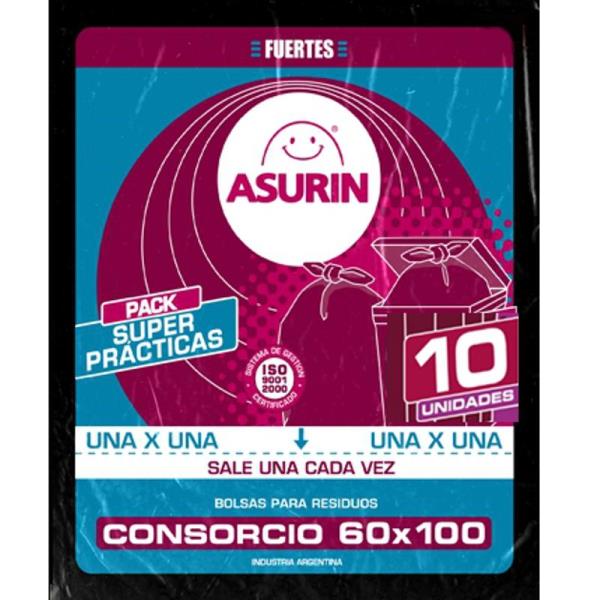 FUERTES
®
ASURIN
PACK
SUPER
PRÁCTICAS
SISTEMA DE GESTION
ISO
9001
2000
CERTIFICADO
10
UNIDADES
UNA X UNA UNA X UNA
SALE UNA CADA VEZ
BOLSAS PARA RESIDUOS
CONSORCIO 60x100
INDUSTRIA ARGENTINA